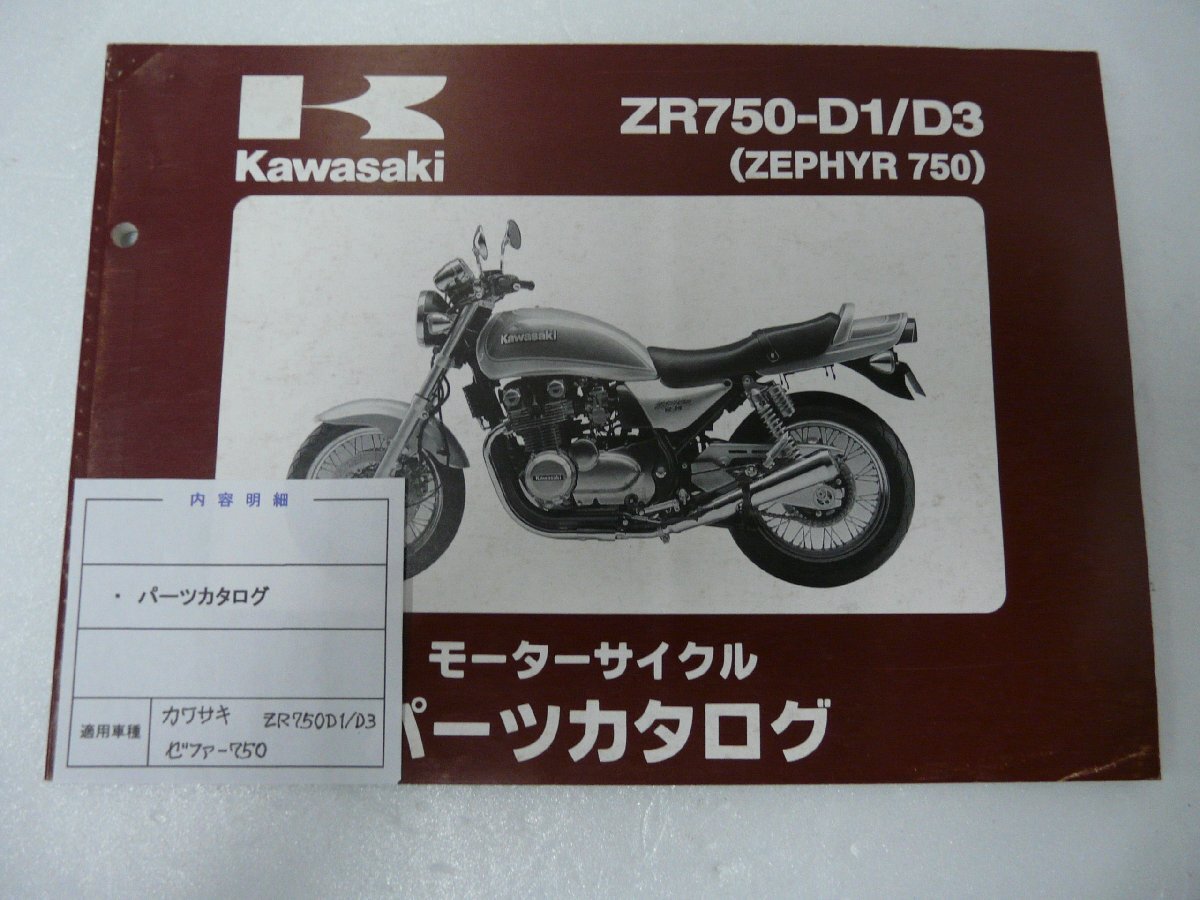 Kawasaki
ZR750-D1/D3
(ZEPHYR 750)
Kawasaki
Kawasaki
モーターサイクル
パーツカタログ
内容明細
・ パーツカタログ
適用車種
カワサキ ZR750D1/D3
ゼファー750